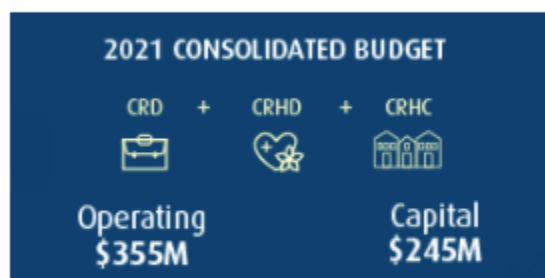 2021 CONSOLIDATED BUDGET
CRD + CRHD + CRHC
Operating Capital
$355M $245M